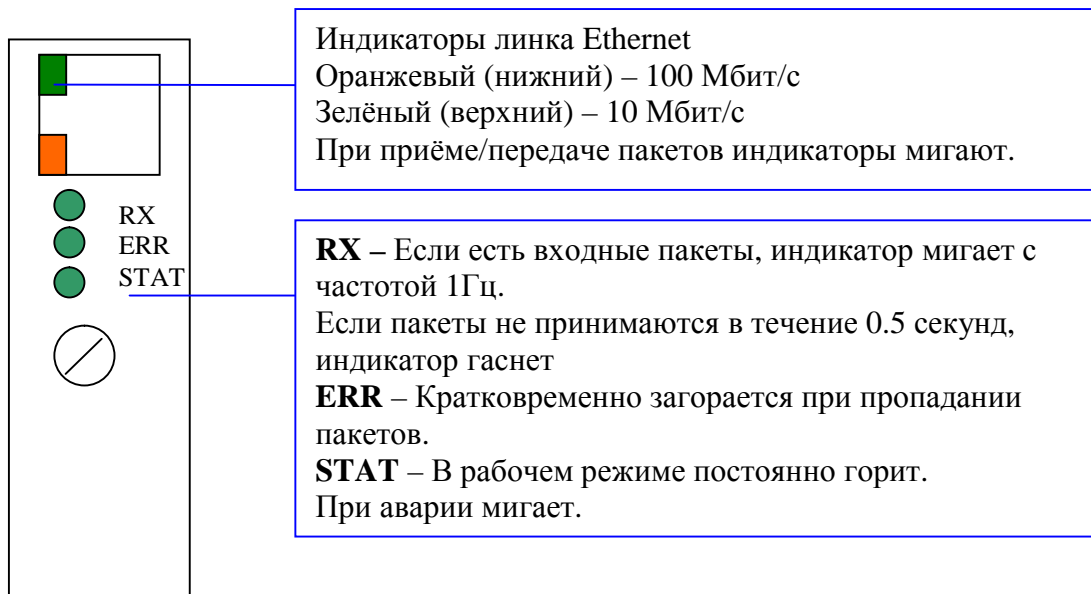 Индикаторы линка Ethernet
Оранжевый (нижний) – 100 Мбит/с
Зелёный (верхний) – 10 Мбит/с
При приёме/передаче пакетов индикаторы мигают.
RX
ERR
STAT
RX – Если есть входные пакеты, индикатор мигает с
частотой 1Гц.
Если пакеты не принимаются в течение 0.5 секунд,
индикатор гаснет
ERR – Кратковременно загорается при пропадании
пакетов.
STAT – В рабочем режиме постоянно горит.
При аварии мигает.